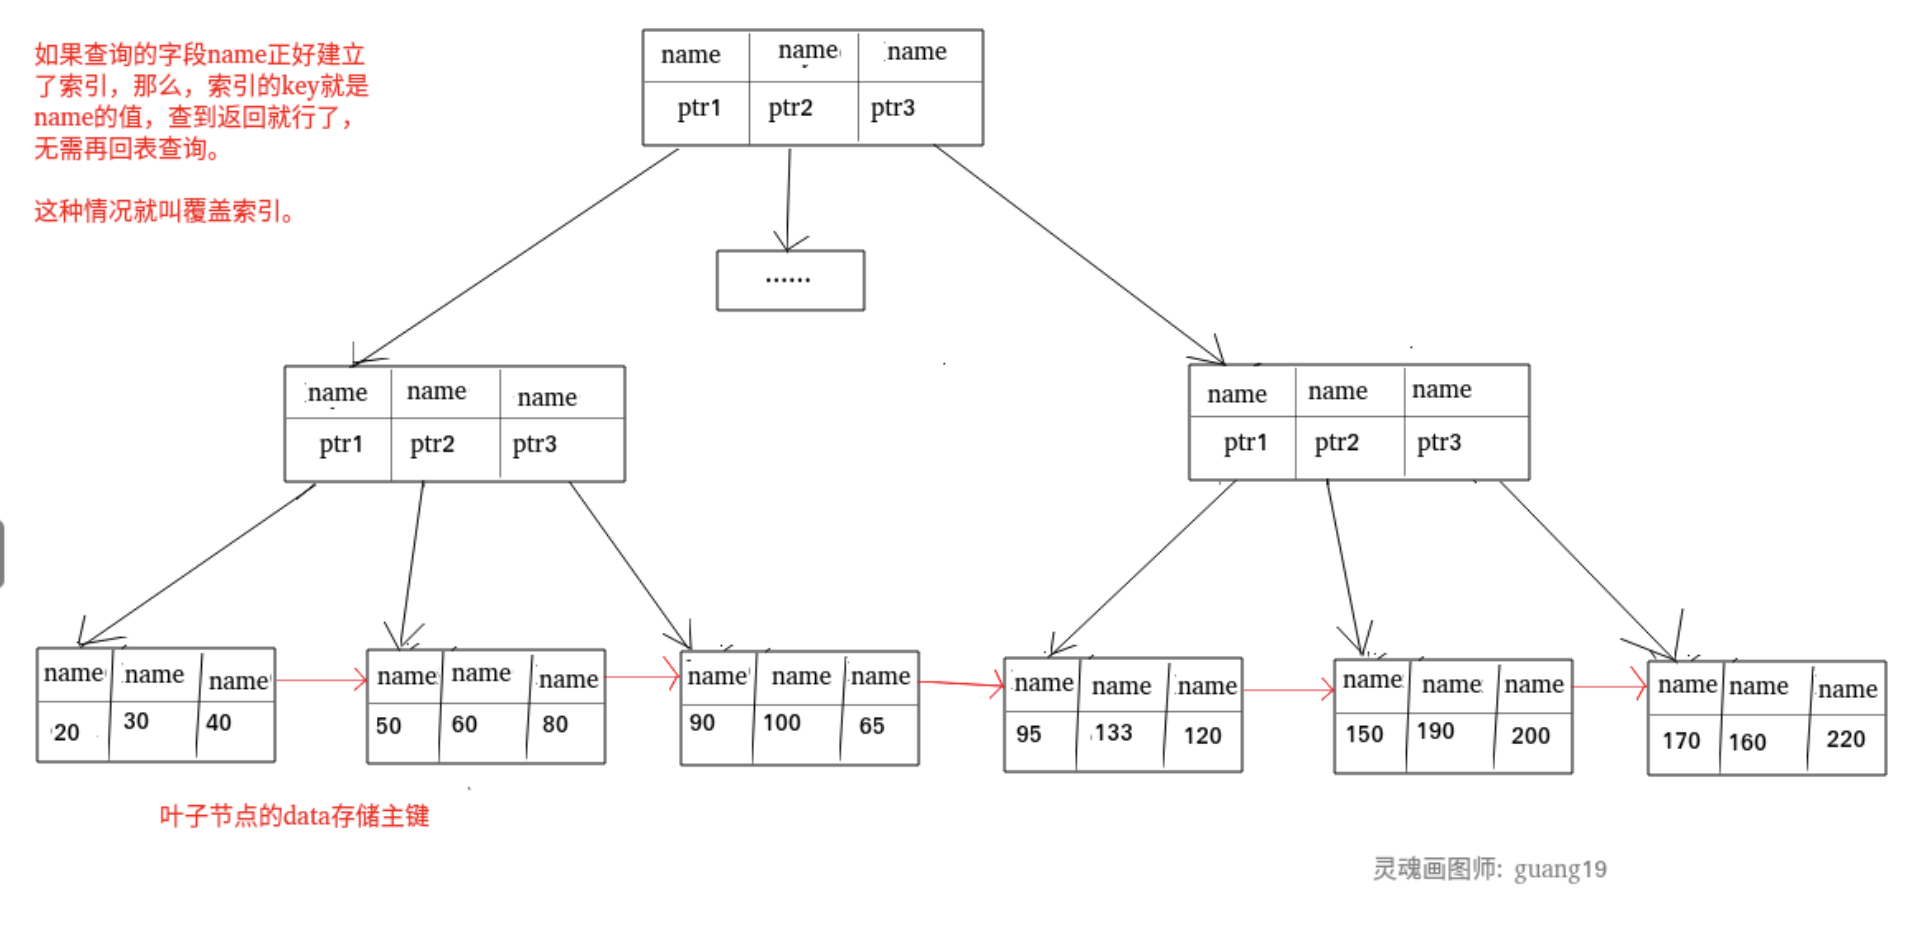 如果查询的字段name正好建立
了索引，那么，索引的key就是
name的值，查到返回就行了，
无需再回表查询。
这种情况就叫覆盖索引。
name name name
ptr1 ptr2 ptr3
......
name name name
ptr1 ptr2 ptr3
name name name
ptr1 ptr2 ptr3
name name name
20 30 40
name name name
50 60 80
name name name
90 100 65
name name name
95 133 120
name name name
150 190 200
name name name
170 160 220
叶子节点的data存储主键
灵魂画图师: guang19